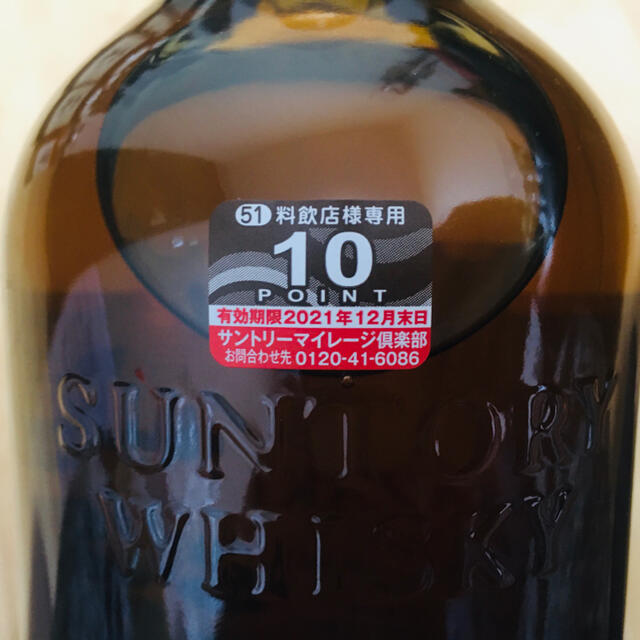 51 料飲店様専用
10
POINT
有効期限2021年12月末日
サントリーマイレージ倶楽部
お問合わせ先 0120-41-6086
SUNTORY
WHISKY